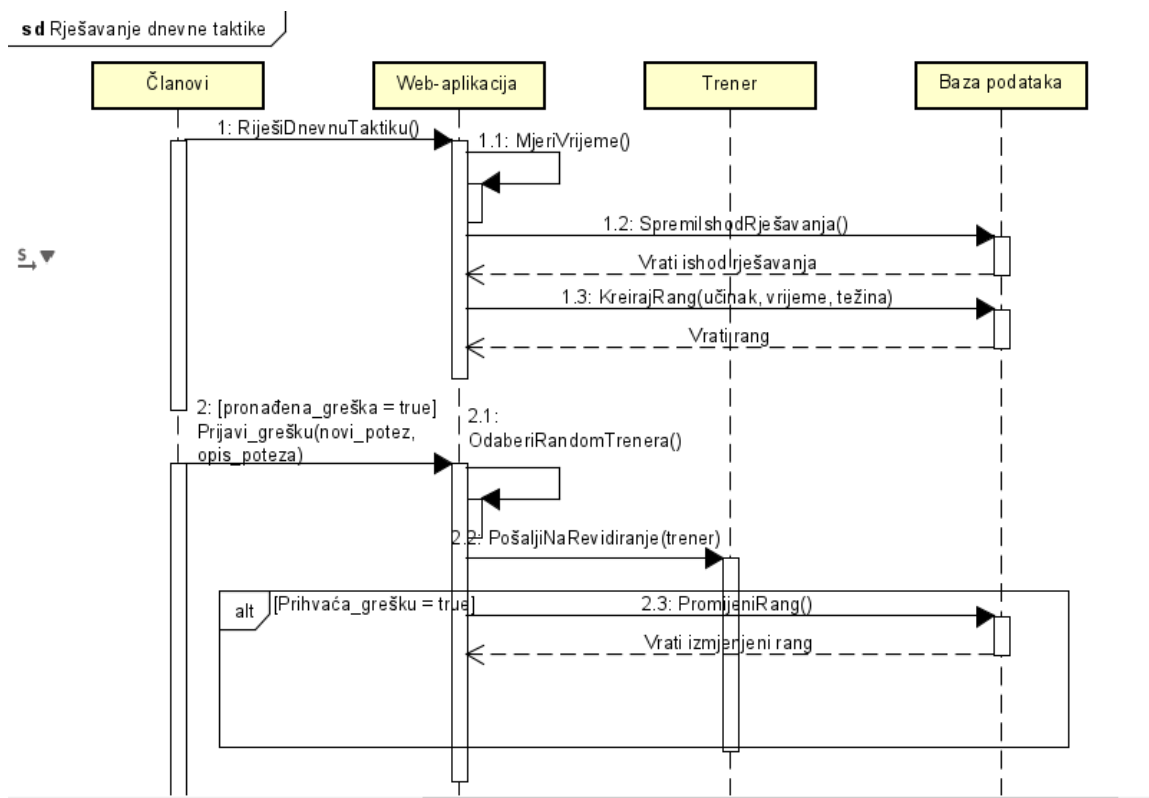 sd Rješavanje dnevne taktike
Članovi
Web-aplikacija
Trener
Baza podataka
1: RiješiDnevnuTaktiku()
1.1: MjeriVrijeme()
1.2: SpremiIshodRješavanja()
S
Vrati ishod rješavanja
1.3: KreirajRang(učinak, vrijeme, težina)
Vrati rang
2: [pronađena_greška = true]
Prijavi_grešku(novi_potez,
opis_poteza)
2.1:
OdaberiRandomTrenera()
2.2: PošaljiNaRevidiranje(trener)
alt
[Prihvaća_grešku = true]
2.3: PromijeniRang()
Vrati izmjenjeni rang